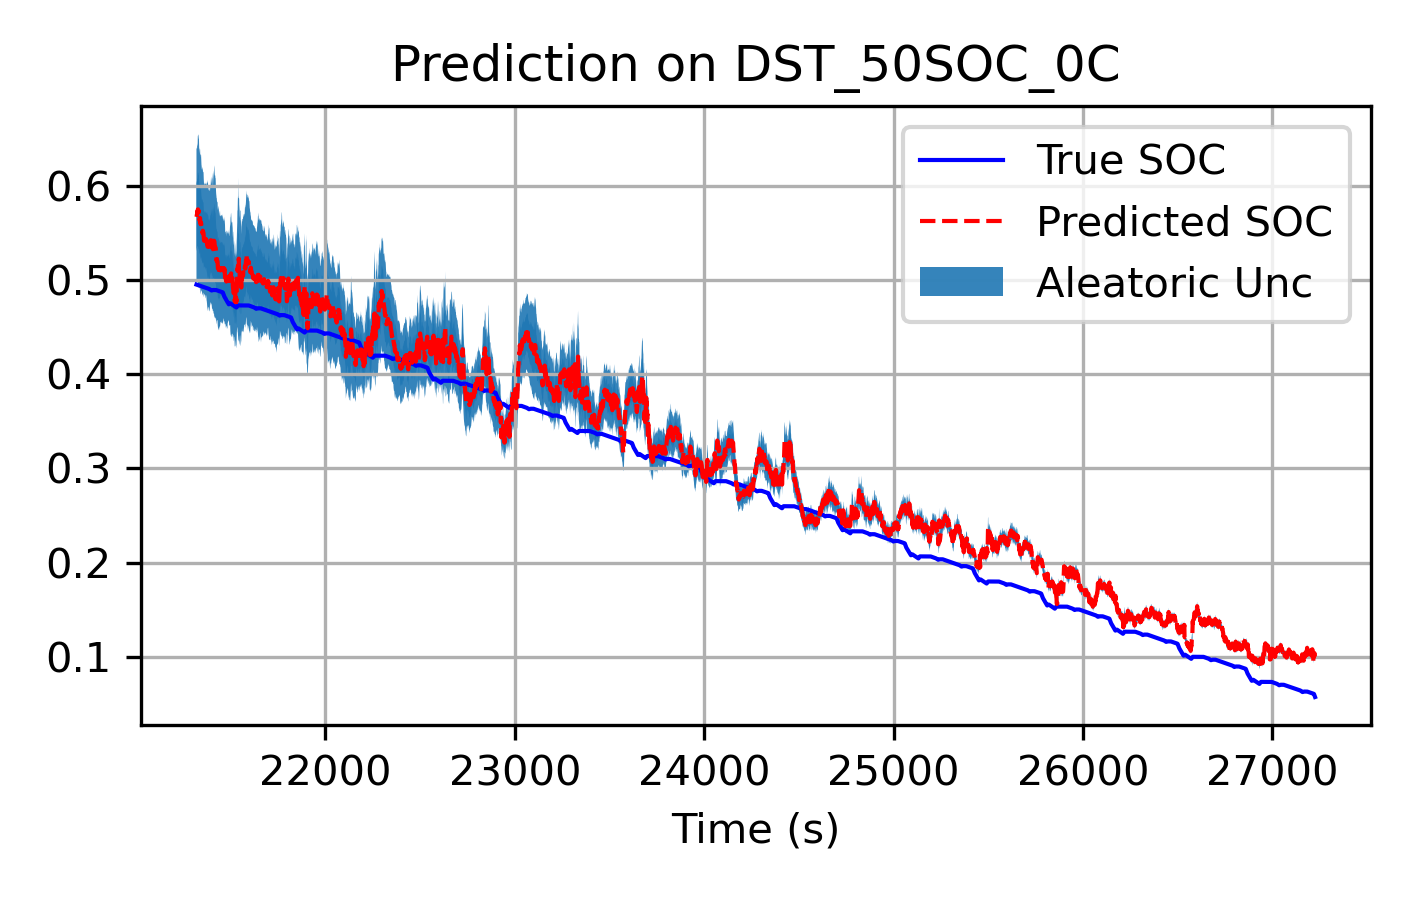 Prediction on DST_50SOC_0C
True SOC
Predicted SOC
Aleatoric Unc
0.6
0.5
0.4
0.3
0.2
0.1
22000 23000 24000 25000 26000 27000
Time (s)